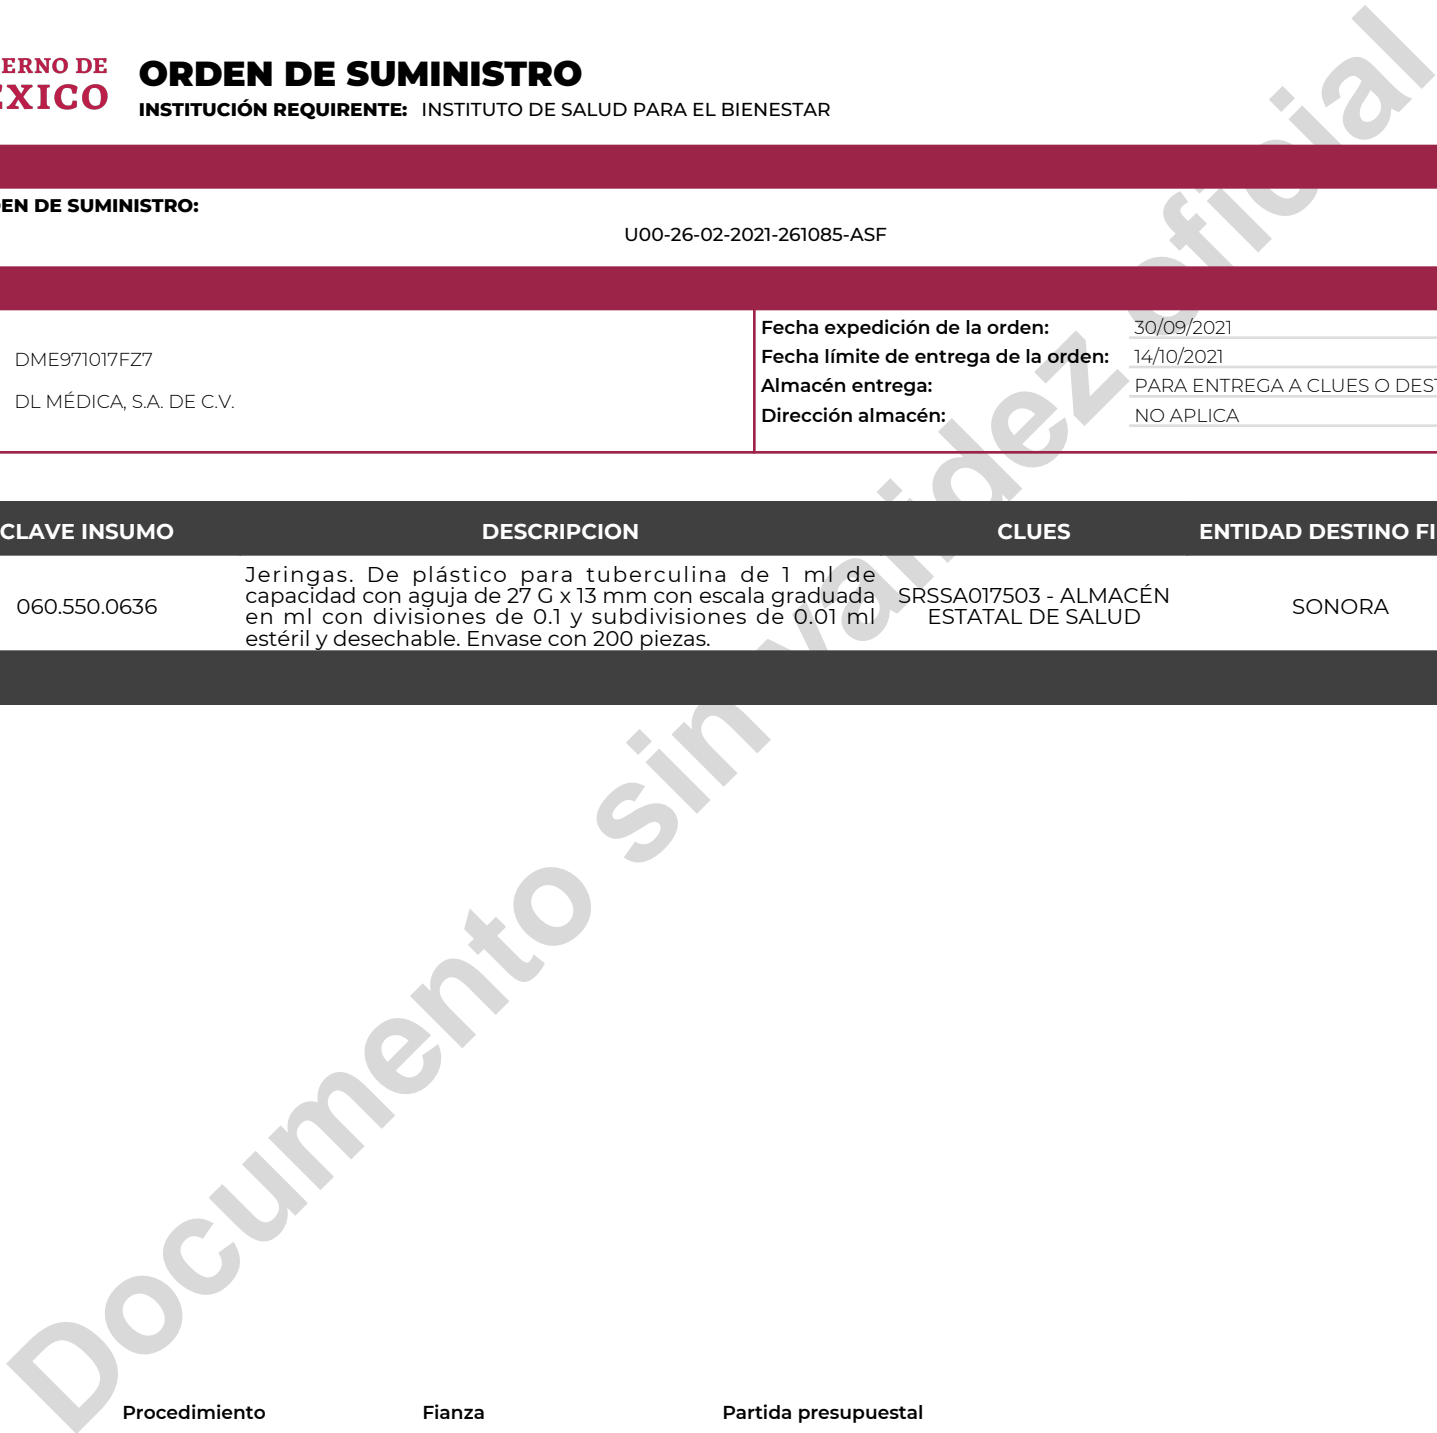 ERNO DE
EXICO
ORDEN DE SUMINISTRO
INSTITUCIÓN REQUIRENTE: INSTITUTO DE SALUD PARA EL BIENESTAR
EN DE SUMINISTRO:
U00-26-02-2021-261085-ASF
DME971017FZ7
DL MÉDICA, S.A. DE C.V.
Fecha expedición de la orden: 30/09/2021
Fecha límite de entrega de la orden: 14/10/2021
Almacén entrega: PARA ENTREGA A CLUES O DEST
Dirección almacén: NO APLICA
CLAVE INSUMO DESCRIPCION CLUES ENTIDAD DESTINO FI
060.550.0636
Jeringas. De plástico para tuberculina de 1 ml de
capacidad con aguja de 27 G x 13 mm con escala graduada
en ml con divisiones de 0.1 y subdivisiones de 0.01 ml
estéril y desechable. Envase con 200 piezas.
SRSSA017503 - ALMACÉN
ESTATAL DE SALUD
SONORA
Documento sin validez oficial
Procedimiento Fianza Partida presupuestal